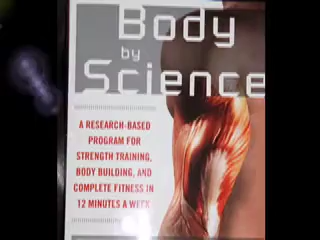 Body
by
Science
A RESEARCH-BASED
PROGRAM FOR
STRENGTH TRAINING,
BODY BUILDING, AND
COMPLETE FITNESS IN
12 MINUTES A WEEK